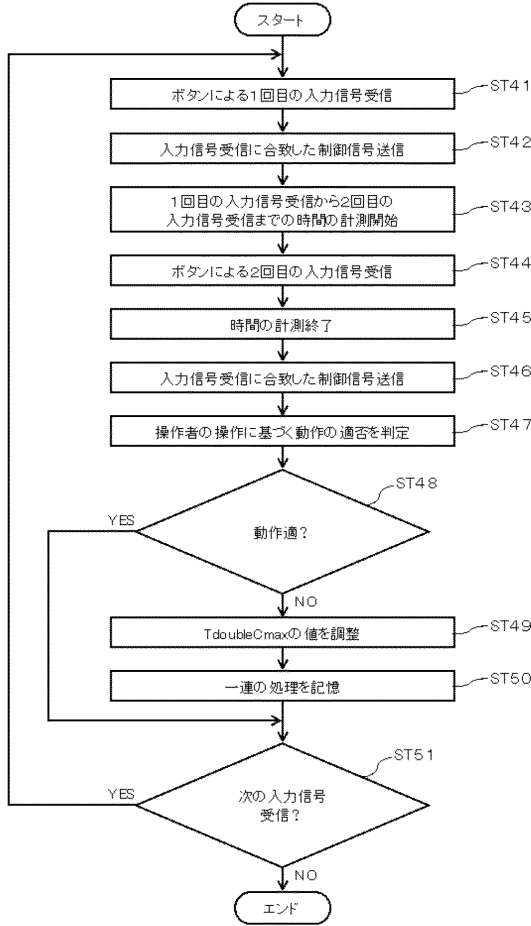 スタート
ボタンによる1回目の入力信号受信
ST41
入力信号受信に合致した制御信号送信
ST42
1回目の入力信号受信から2回目の
入力信号受信までの時間の計測開始
ST43
ボタンによる2回目の入力信号受信
ST44
時間の計測終了
ST45
入力信号受信に合致した制御信号送信
ST46
操作者の操作に基づく動作の適否を判定
ST47
ST48
YES
動作適?
NO
TdoubleCmaxの値を調整
ST49
一連の処理を記憶
ST50
ST51
YES
次の入力信号
受信?
NO
エンド